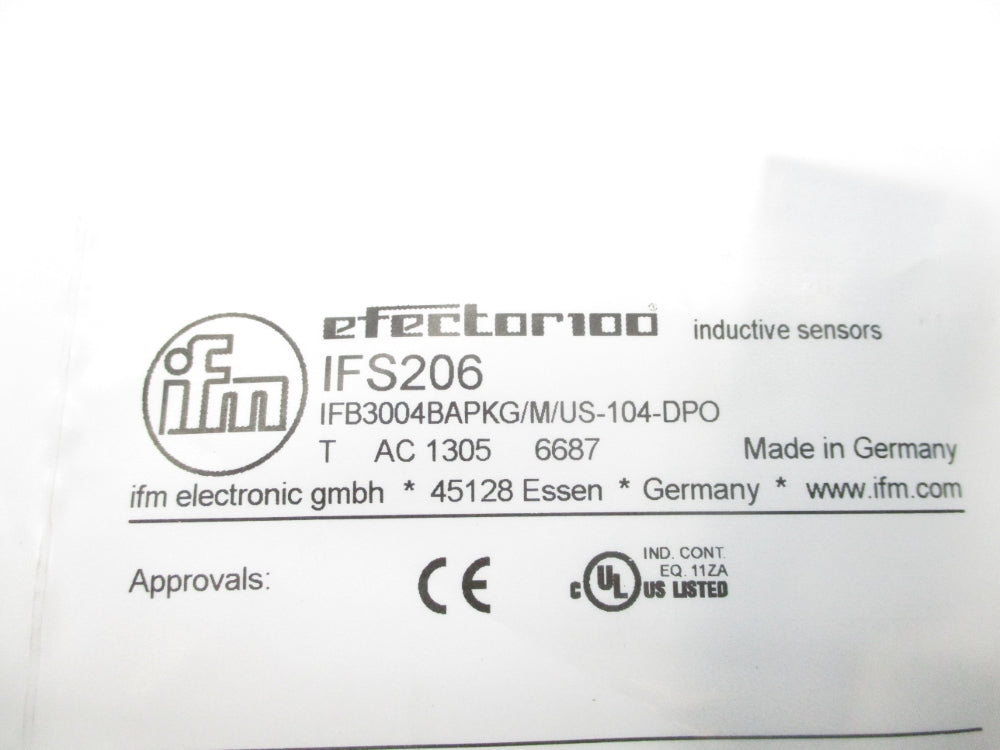 ifm
efector100® inductive sensors
IFS206
IFB3004BAPKG/M/US-104-DPO
T AC 1305 6687 Made in Germany
ifm electronic gmbh * 45128 Essen * Germany * www.ifm.com
Approvals:
CE
C UL US LISTED
IND. CONT.
EQ. 11ZA